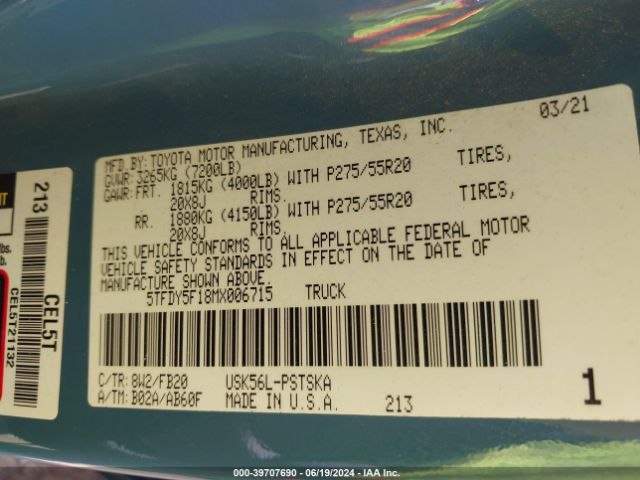 03/21
MFD.BY:TOYOTA MOTOR MANUFACTURING, TEXAS, INC.
GVWR:3265KG (7200LB)
GAWR:FRT. 1815KG (4000LB) WITH P275/55R20 TIRES,
20X8J RIMS.
RR. 1880KG (4150LB) WITH P275/55R20 TIRES,
20X8J RIMS.
THIS VEHICLE CONFORMS TO ALL APPLICABLE FEDERAL MOTOR
VEHICLE SAFETY STANDARDS IN EFFECT ON THE DATE OF
MANUFACTURE SHOWN ABOVE.
5TFDY5F18MX006715 TRUCK
C/TR: 8W2/FB20 USK56L-PSTSKA
A/TM: B02A/AB60F MADE IN U.S.A. 213
1
213
CEL5T
CEL5T21132
lbs.
000-39707690 - 06/19/2024 - IAA Inc.